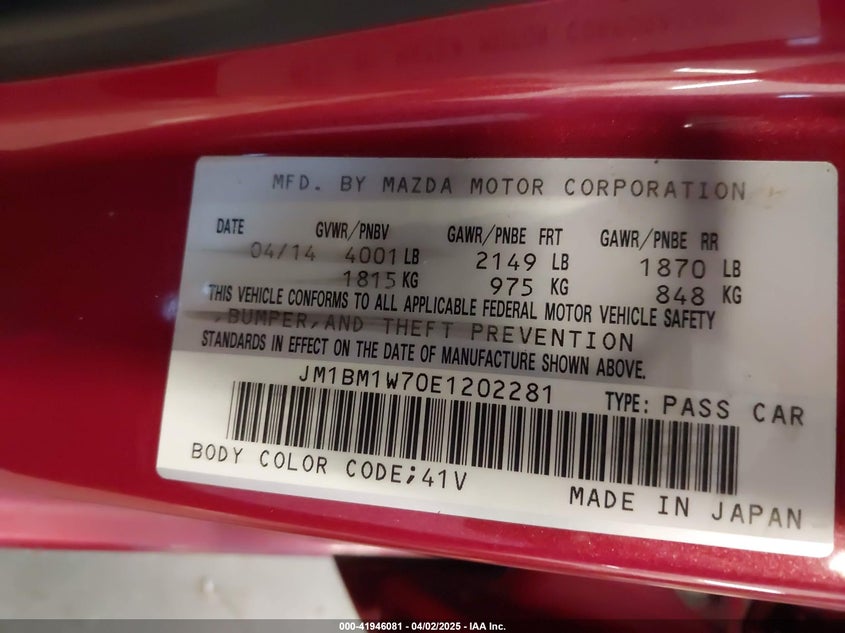 MFD. BY MAZDA MOTOR CORPORATION
DATE GVWR/PNBV GAWR/PNBE FRT GAWR/PNBE RR
04/14 4001 LB 2149 LB 1870 LB
1815 KG 975 KG 848 KG
THIS VEHICLE CONFORMS TO ALL APPLICABLE FEDERAL MOTOR VEHICLE SAFETY
,BUMPER,AND THEFT PREVENTION
STANDARDS IN EFFECT ON THE DATE OF MANUFACTURE SHOWN ABOVE.
JM1BM1W70E1202281 TYPE: PASS CAR
BODY COLOR CODE;41V
MADE IN JAPAN
000-41946081 - 04/02/2025 - IAA Inc.